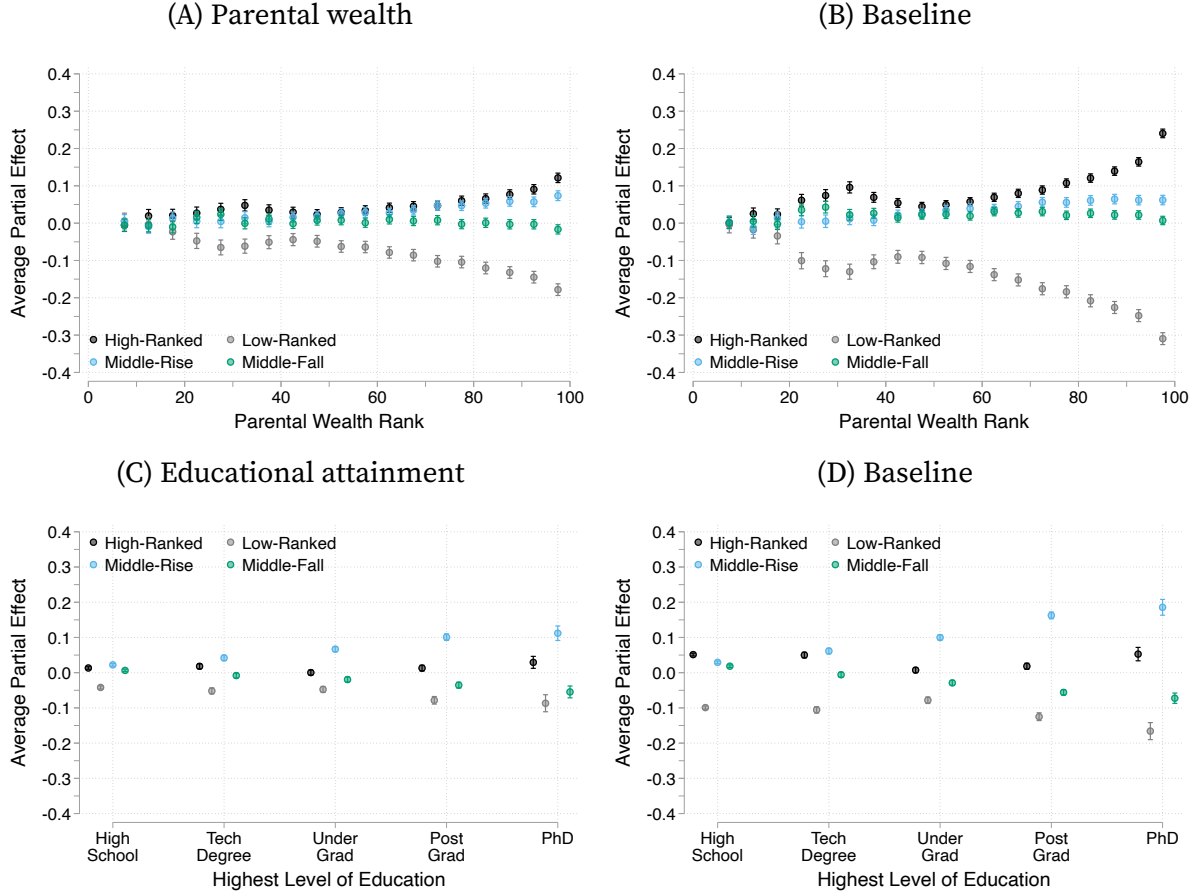 (A) Parental wealth
(B) Baseline
Average Partial Effect
0.4
0.3
0.2
0.1
0.0
-0.1
-0.2
-0.3
-0.4
High-Ranked
Low-Ranked
Middle-Rise
Middle-Fall
0
20
40
60
80
100
Parental Wealth Rank
Average Partial Effect
0.4
0.3
0.2
0.1
0.0
-0.1
-0.2
-0.3
-0.4
High-Ranked
Low-Ranked
Middle-Rise
Middle-Fall
0
20
40
60
80
100
Parental Wealth Rank
(C) Educational attainment
(D) Baseline
Average Partial Effect
0.4
0.3
0.2
0.1
0.0
-0.1
-0.2
-0.3
-0.4
High-Ranked
Low-Ranked
Middle-Rise
Middle-Fall
High
School
Tech
Degree
Under
Grad
Post
Grad
PhD
Highest Level of Education
Average Partial Effect
0.4
0.3
0.2
0.1
0.0
-0.1
-0.2
-0.3
-0.4
High-Ranked
Low-Ranked
Middle-Rise
Middle-Fall
High
School
Tech
Degree
Under
Grad
Post
Grad
PhD
Highest Level of Education